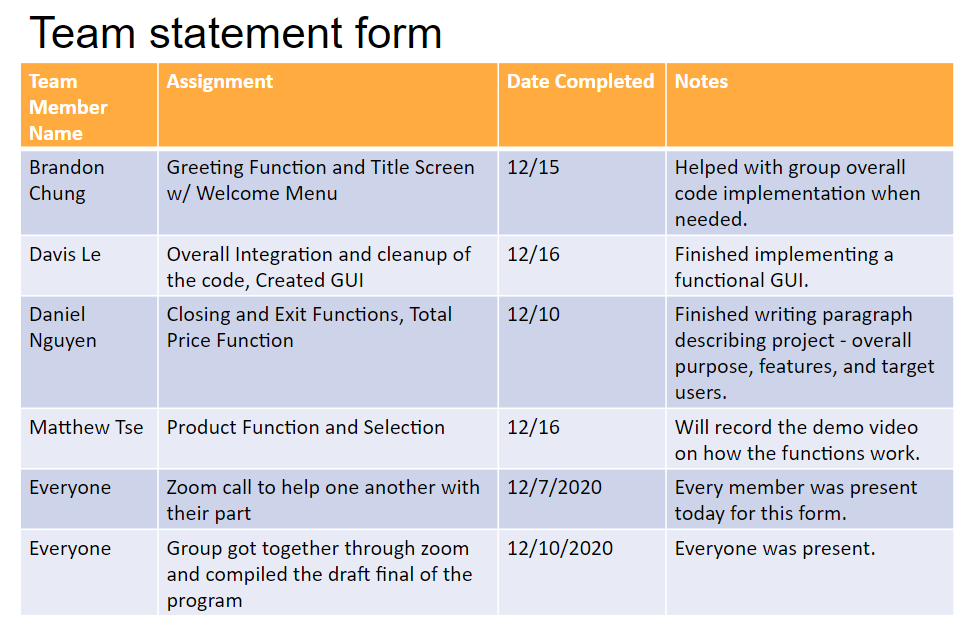 Team statement form
Team
Member
Name
Assignment
Date Completed
Notes
Brandon
Chung
Greeting Function and Title Screen
w/ Welcome Menu
12/15
Helped with group overall
code implementation when
needed.
Davis Le
Overall Integration and cleanup of
the code, Created GUI
12/16
Finished implementing a
functional GUI.
Daniel
Nguyen
Closing and Exit Functions, Total
Price Function
12/10
Finished writing paragraph
describing project - overall
purpose, features, and target
users.
Matthew Tse
Product Function and Selection
12/16
Will record the demo video
on how the functions work.
Everyone
Zoom call to help one another with
their part
12/7/2020
Every member was present
today for this form.
Everyone
Group got together through zoom
and compiled the draft final of the
program
12/10/2020
Everyone was present.